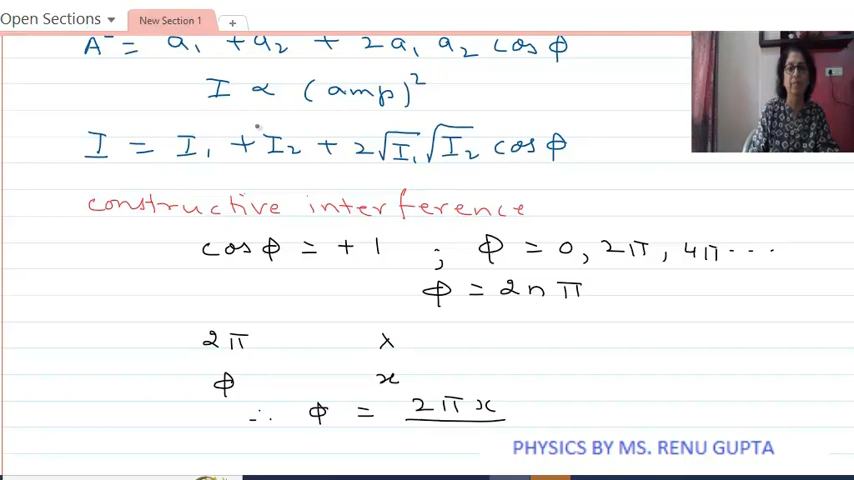 Open Sections ▼ New Section 1 +
A² = a₁ + a₂ + 2a₁ a₂ cos ϕ
I ∝ (amp)²
I = I₁ + I₂ + 2√I₁ √I₂ cos ϕ
constructive interference
cos ϕ = + 1 ; ϕ = 0, 2π, 4π ...
ϕ = 2n π
2π λ
ϕ x
∴ ϕ = 2πx
PHYSICS BY MS. RENU GUPTA